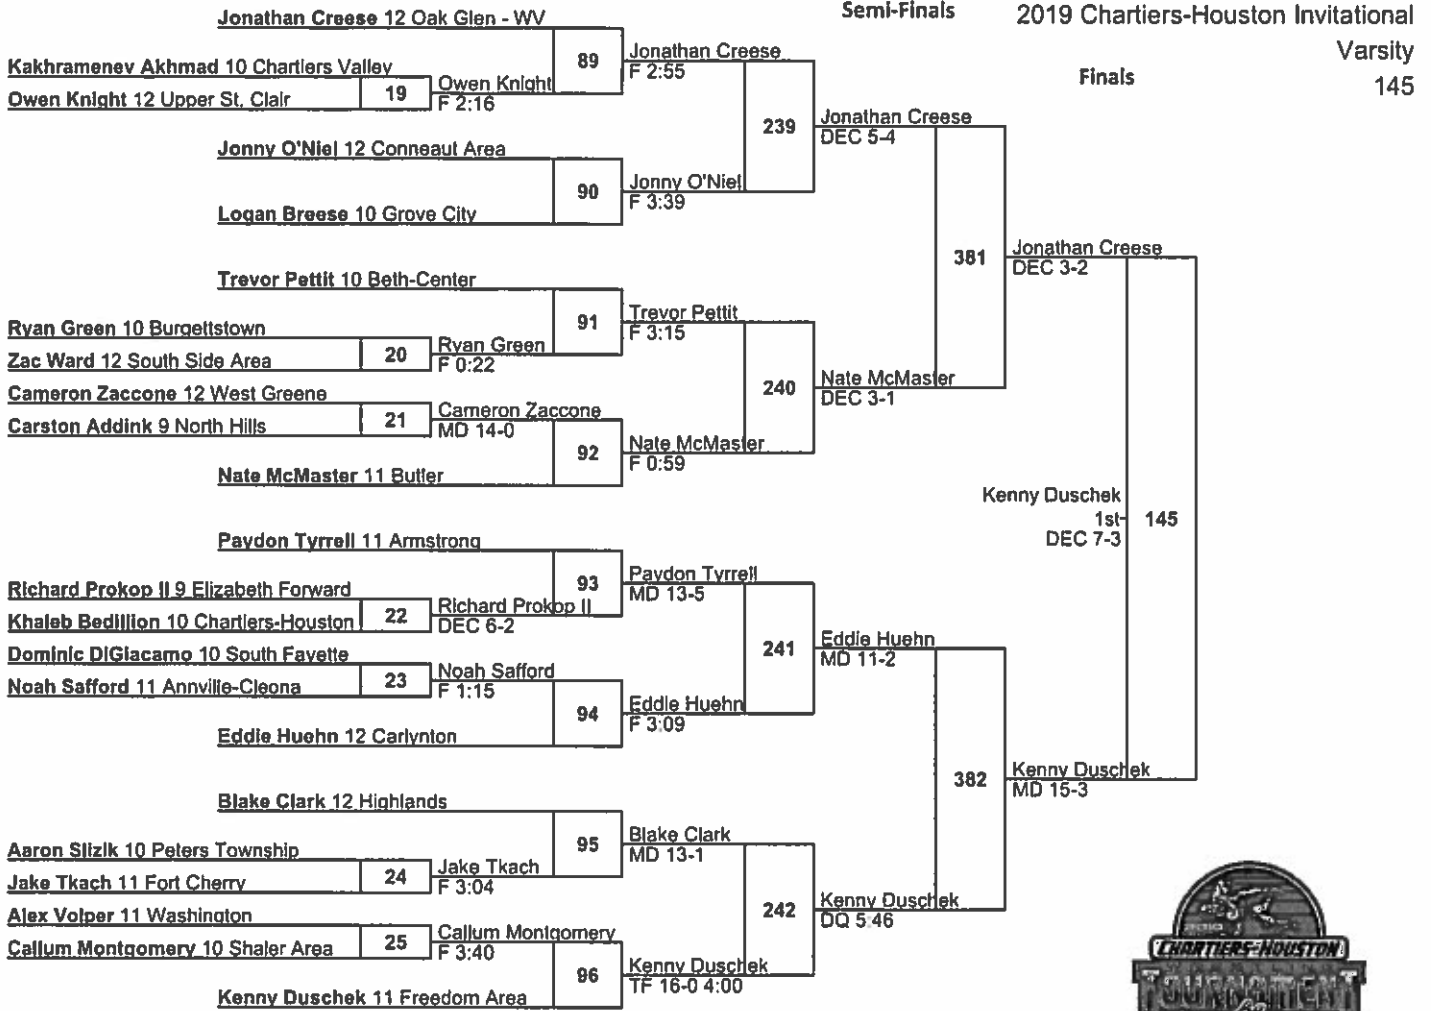 Semi-Finals
2019 Chartiers-Houston Invitational
Varsity
Finals
145
Jonathan Creese 12 Oak Glen - WV
89
Jonathan Creese
F 2:55
Kakhramenev Akhmad 10 Chartiers Valley
19
Owen Knight
F 2:16
Owen Knight 12 Upper St. Clair
239
Jonathan Creese
DEC 5-4
Jonny O'Niel 12 Conneaut Area
90
Jonny O'Niel
F 3:39
Logan Breese 10 Grove City
381
Jonathan Creese
DEC 3-2
Trevor Pettit 10 Beth-Center
91
Trevor Pettit
F 3:15
Ryan Green 10 Burgettstown
20
Ryan Green
F 0:22
Zac Ward 12 South Side Area
240
Nate McMaster
DEC 3-1
Cameron Zaccone 12 West Greene
21
Cameron Zaccone
MD 14-0
Carston Addink 9 North Hills
92
Nate McMaster
F 0:59
Nate McMaster 11 Butler
Kenny Duschek
1st
DEC 7-3
145
Paydon Tyrrell 11 Armstrong
93
Paydon Tyrrell
MD 13-5
Richard Prokop II 9 Elizabeth Forward
22
Richard Prokop II
DEC 6-2
Khaleb Bedillion 10 Chartiers-Houston
241
Eddie Huehn
MD 11-2
Dominic DiGiacamo 10 South Fayette
23
Noah Safford
F 1:15
Noah Safford 11 Annville-Cleona
94
Eddie Huehn
F 3:09
Eddie Huehn 12 Carlynton
382
Kenny Duschek
MD 15-3
Blake Clark 12 Highlands
95
Blake Clark
MD 13-1
Aaron Slizik 10 Peters Township
24
Jake Tkach
F 3:04
Jake Tkach 11 Fort Cherry
242
Kenny Duschek
DQ 5:46
Alex Volper 11 Washington
25
Callum Montgomery
F 3:40
Callum Montgomery 10 Shaler Area
96
Kenny Duschek
TF 16-0 4:00
Kenny Duschek 11 Freedom Area
CHARTIERS-HOUSTON
TOURNAMENT